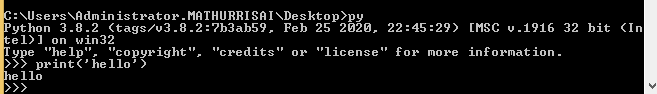 C:\Users\Administrator.MATHURRISAI\Desktop>py
Python 3.8.2 (tags/v3.8.2:7b3ab59, Feb 25 2020, 22:45:29) [MSC v.1916 32 bit (In
tel)] on win32
Type "help", "copyright", "credits" or "license" for more information.
>>> print('hello')
hello
>>>